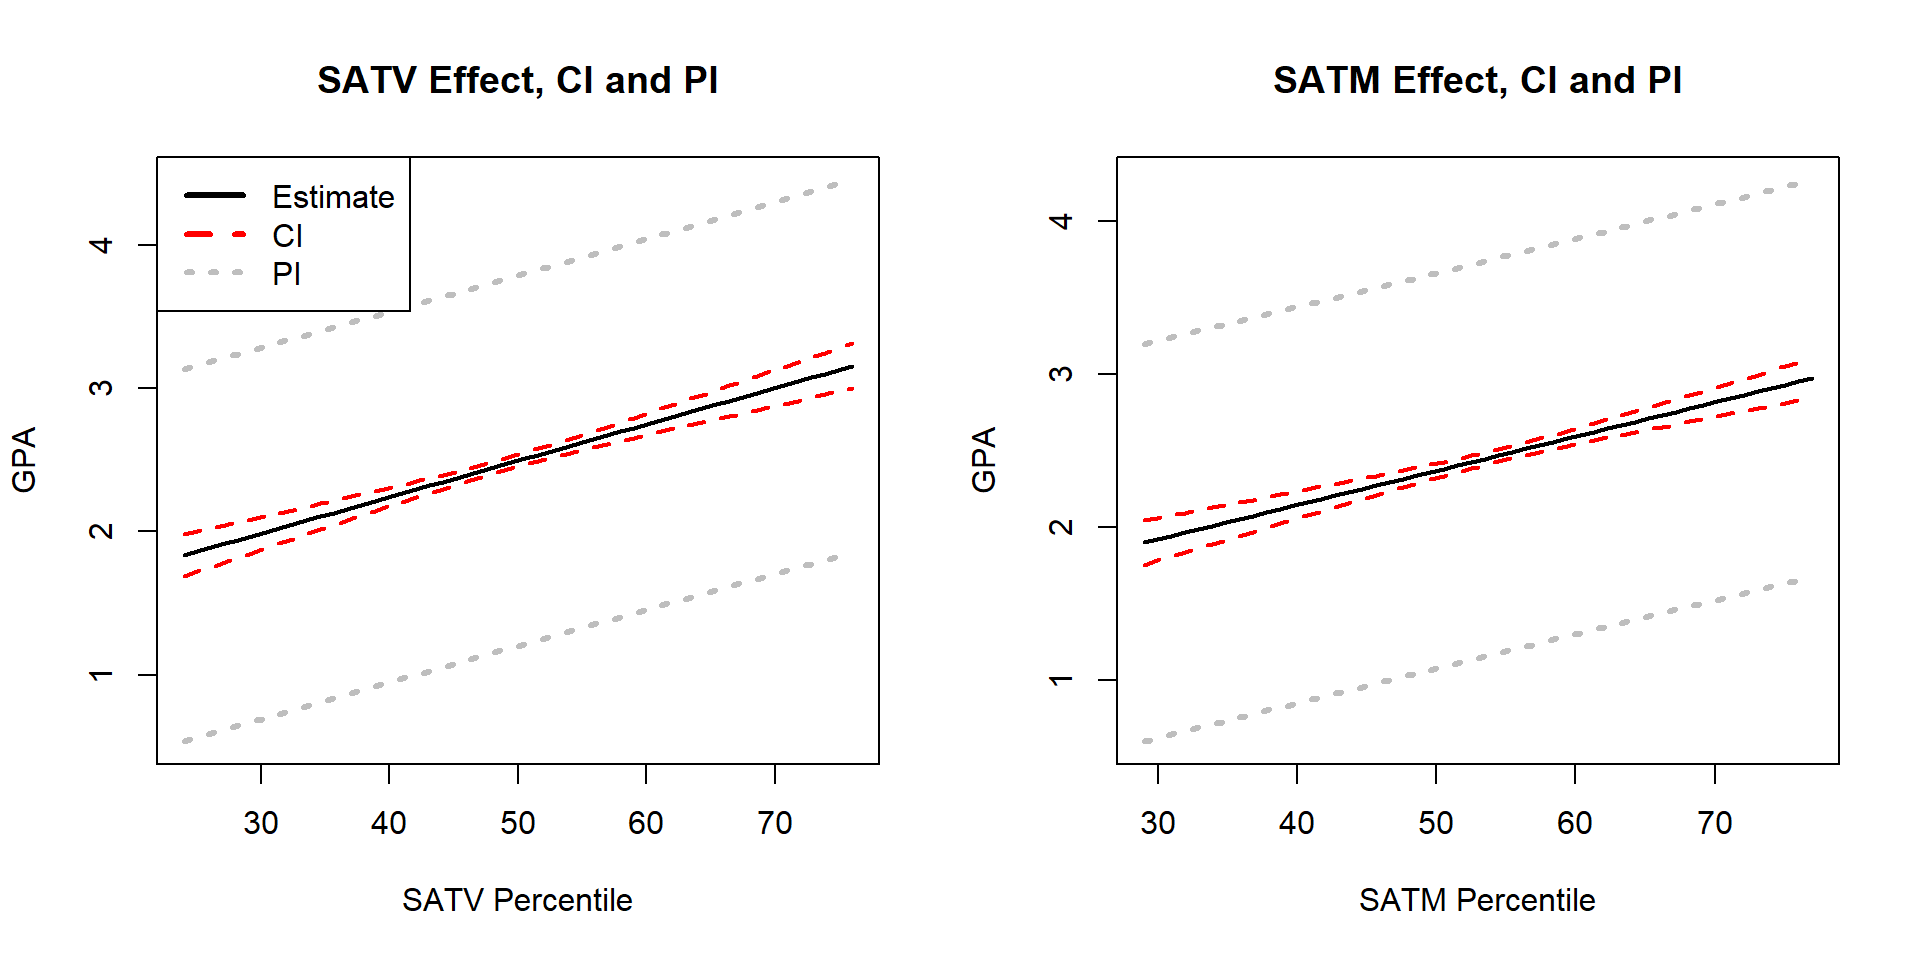 SATV Effect, CI and PI
Estimate
CI
PI
GPA
1
2
3
4
30 40 50 60 70
SATV Percentile
SATM Effect, CI and PI
GPA
1
2
3
4
30 40 50 60 70
SATM Percentile